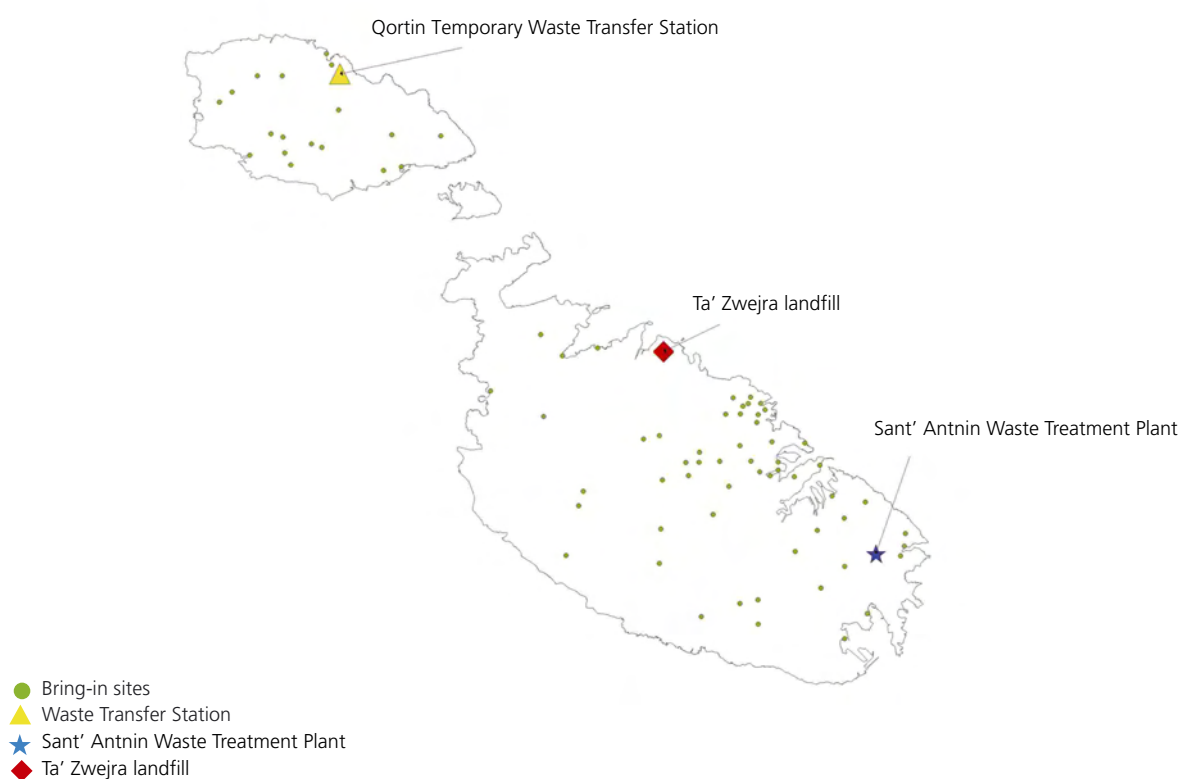 Qortin Temporary Waste Transfer Station
Ta’ Zwejra landfill
Sant’ Antnin Waste Treatment Plant
Bring-in sites
Waste Transfer Station
Sant’ Antnin Waste Treatment Plant
Ta’ Zwejra landfill